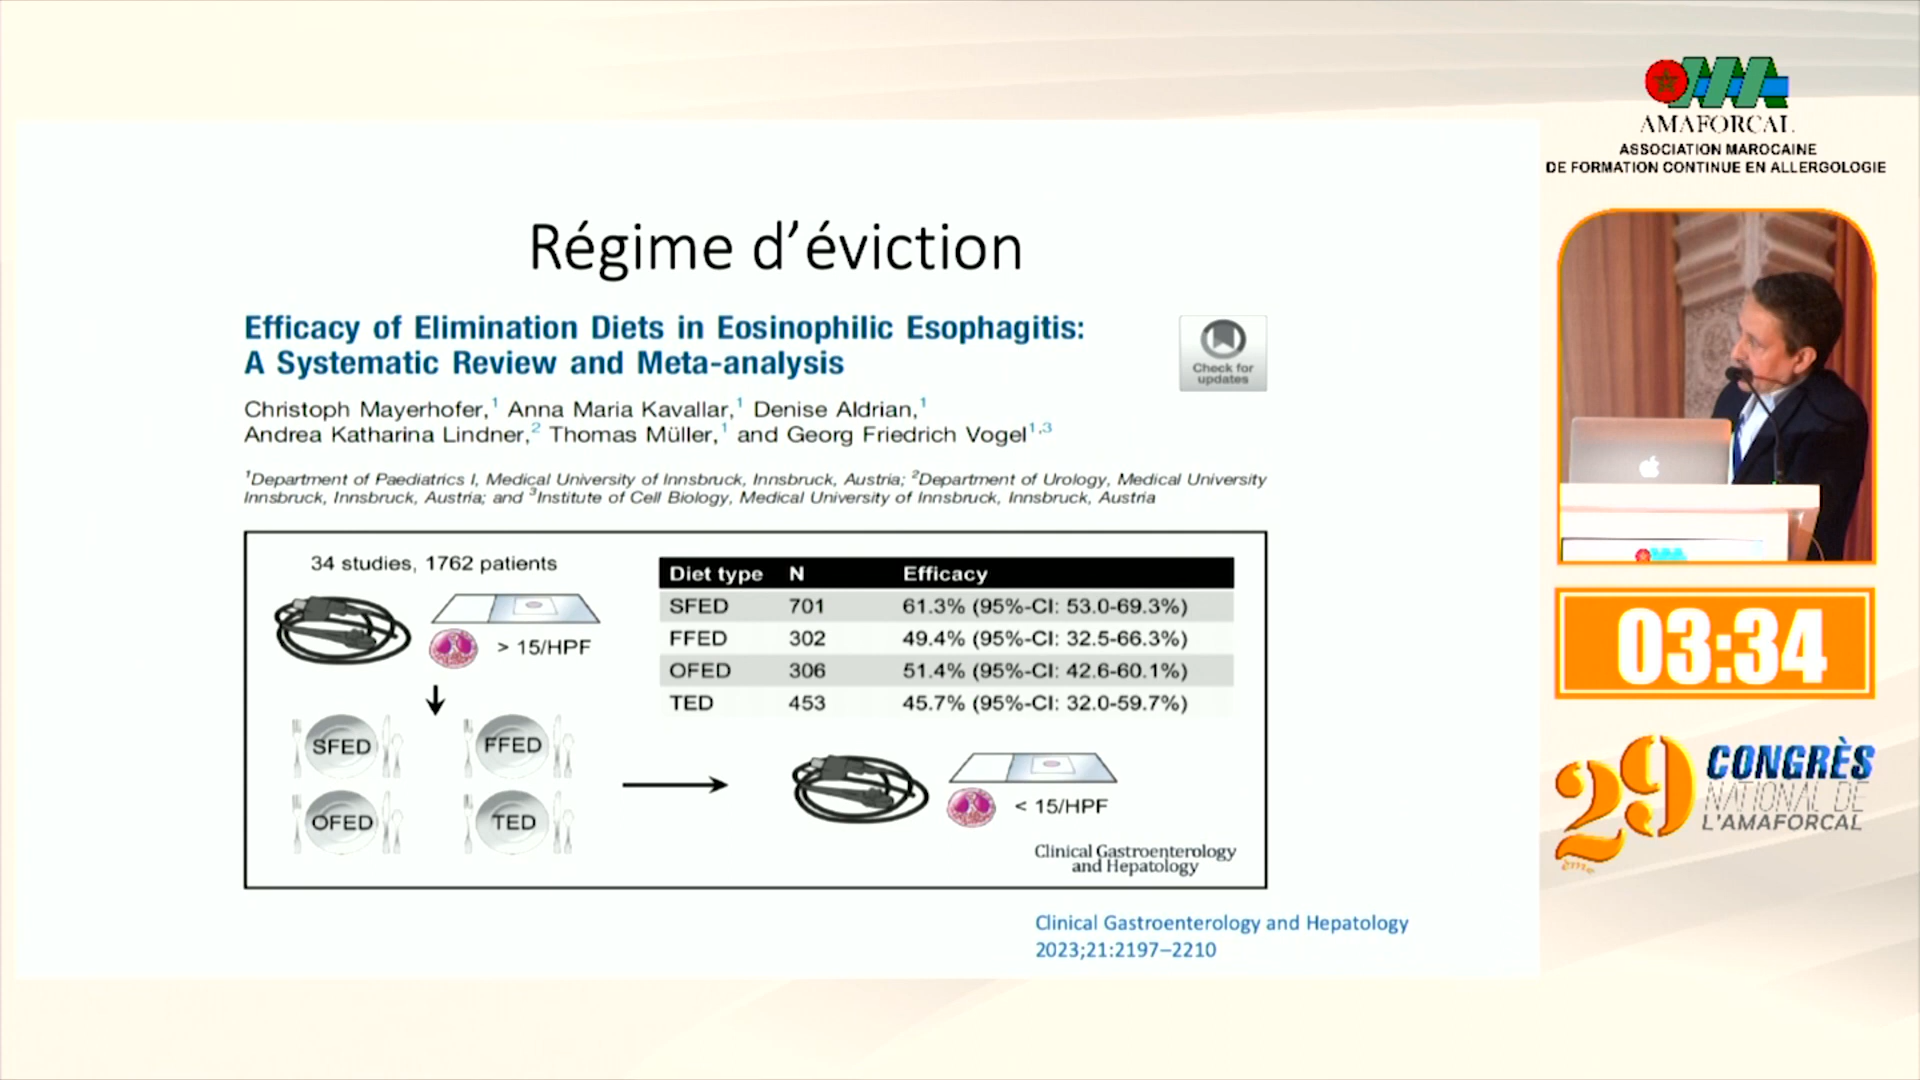 AMAFORCAL
ASSOCIATION MAROCAINE
DE FORMATION CONTINUE EN ALLERGOLOGIE
Régime d'éviction
Efficacy of Elimination Diets in Eosinophilic Esophagitis:
A Systematic Review and Meta-analysis
Check for
updates
Christoph Mayerhofer,¹ Anna Maria Kavallar,¹ Denise Aldrian,¹
Andrea Katharina Lindner,² Thomas Müller,¹ and Georg Friedrich Vogel¹,³
¹Department of Paediatrics I, Medical University of Innsbruck, Innsbruck, Austria; ²Department of Urology, Medical University
Innsbruck, Innsbruck, Austria; and ³Institute of Cell Biology, Medical University of Innsbruck, Innsbruck, Austria
34 studies, 1762 patients
> 15/HPF
SFED FFED
OFED TED
Diet type N Efficacy
SFED 701 61.3% (95%-CI: 53.0-69.3%)
FFED 302 49.4% (95%-CI: 32.5-66.3%)
OFED 306 51.4% (95%-CI: 42.6-60.1%)
TED 453 45.7% (95%-CI: 32.0-59.7%)
< 15/HPF
Clinical Gastroenterology
and Hepatology
Clinical Gastroenterology and Hepatology
2023;21:2197–2210
03:34
29ème CONGRÈS
NATIONAL DE
L'AMAFORCAL